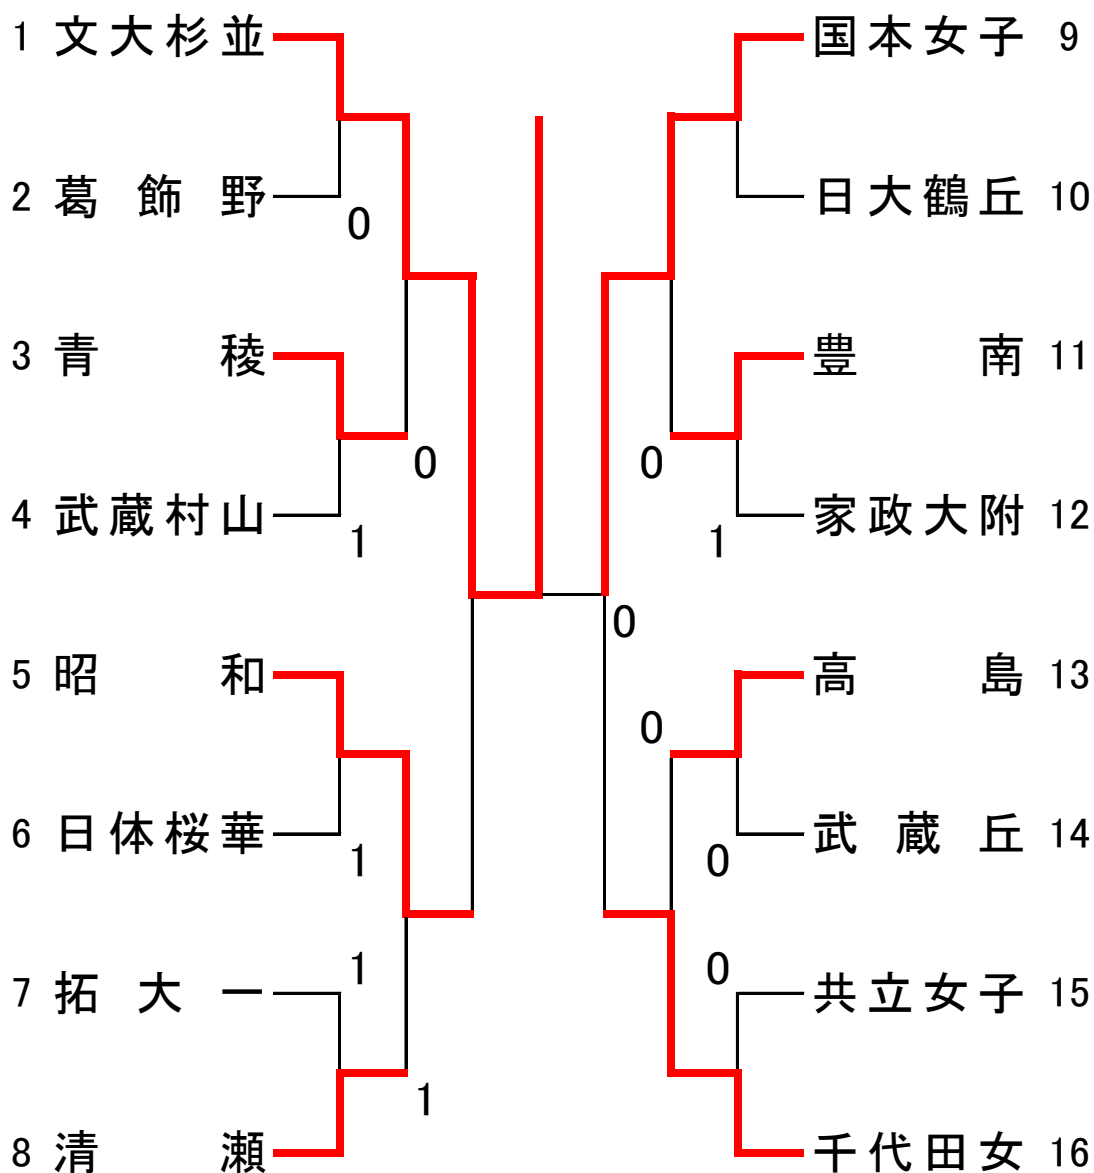 1 文大杉並
国本女子 9
2 葛飾野
0
日大鶴丘 10
3 青稜
豊南 11
0
0
4 武蔵村山
1
1
家政大附 12
0
5 昭和
高島 13
0
6 日体桜華
1
0
武蔵丘 14
1
0
7 拓大一
共立女子 15
1
8 清瀬
千代田女 16